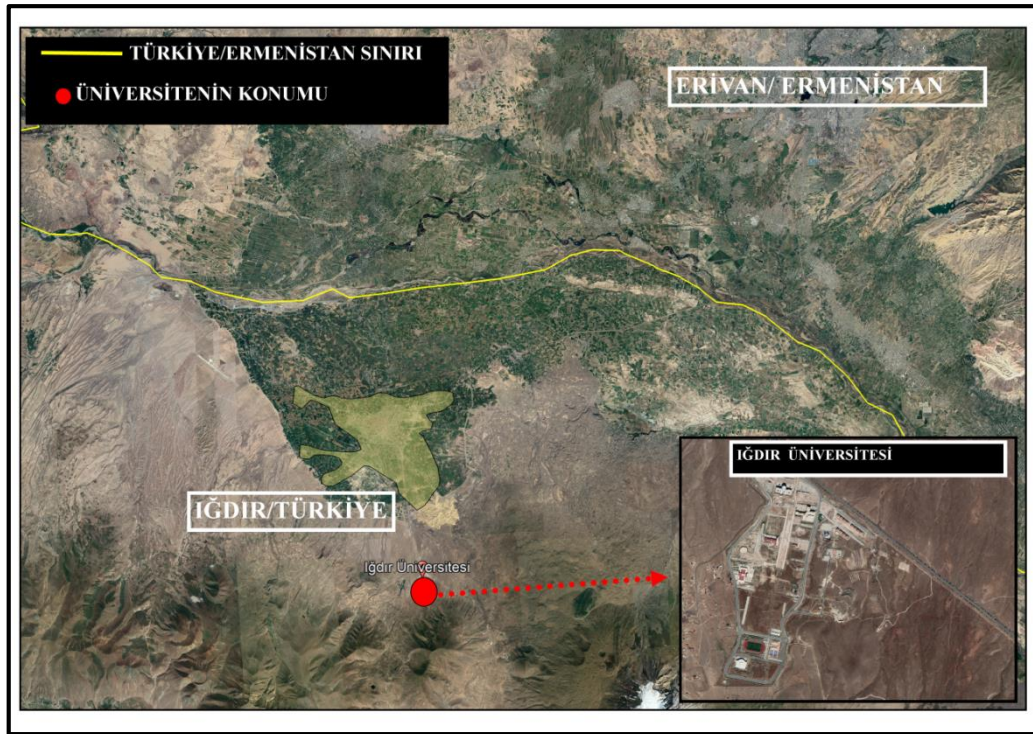 TÜRKİYE/ERMENİSTAN SINIRI
ÜNİVERSİTENİN KONUMU
ERİVAN/ ERMENİSTAN
IĞDIR/TÜRKİYE
Iğdır Üniversitesi
IĞDIR ÜNİVERSİTESİ